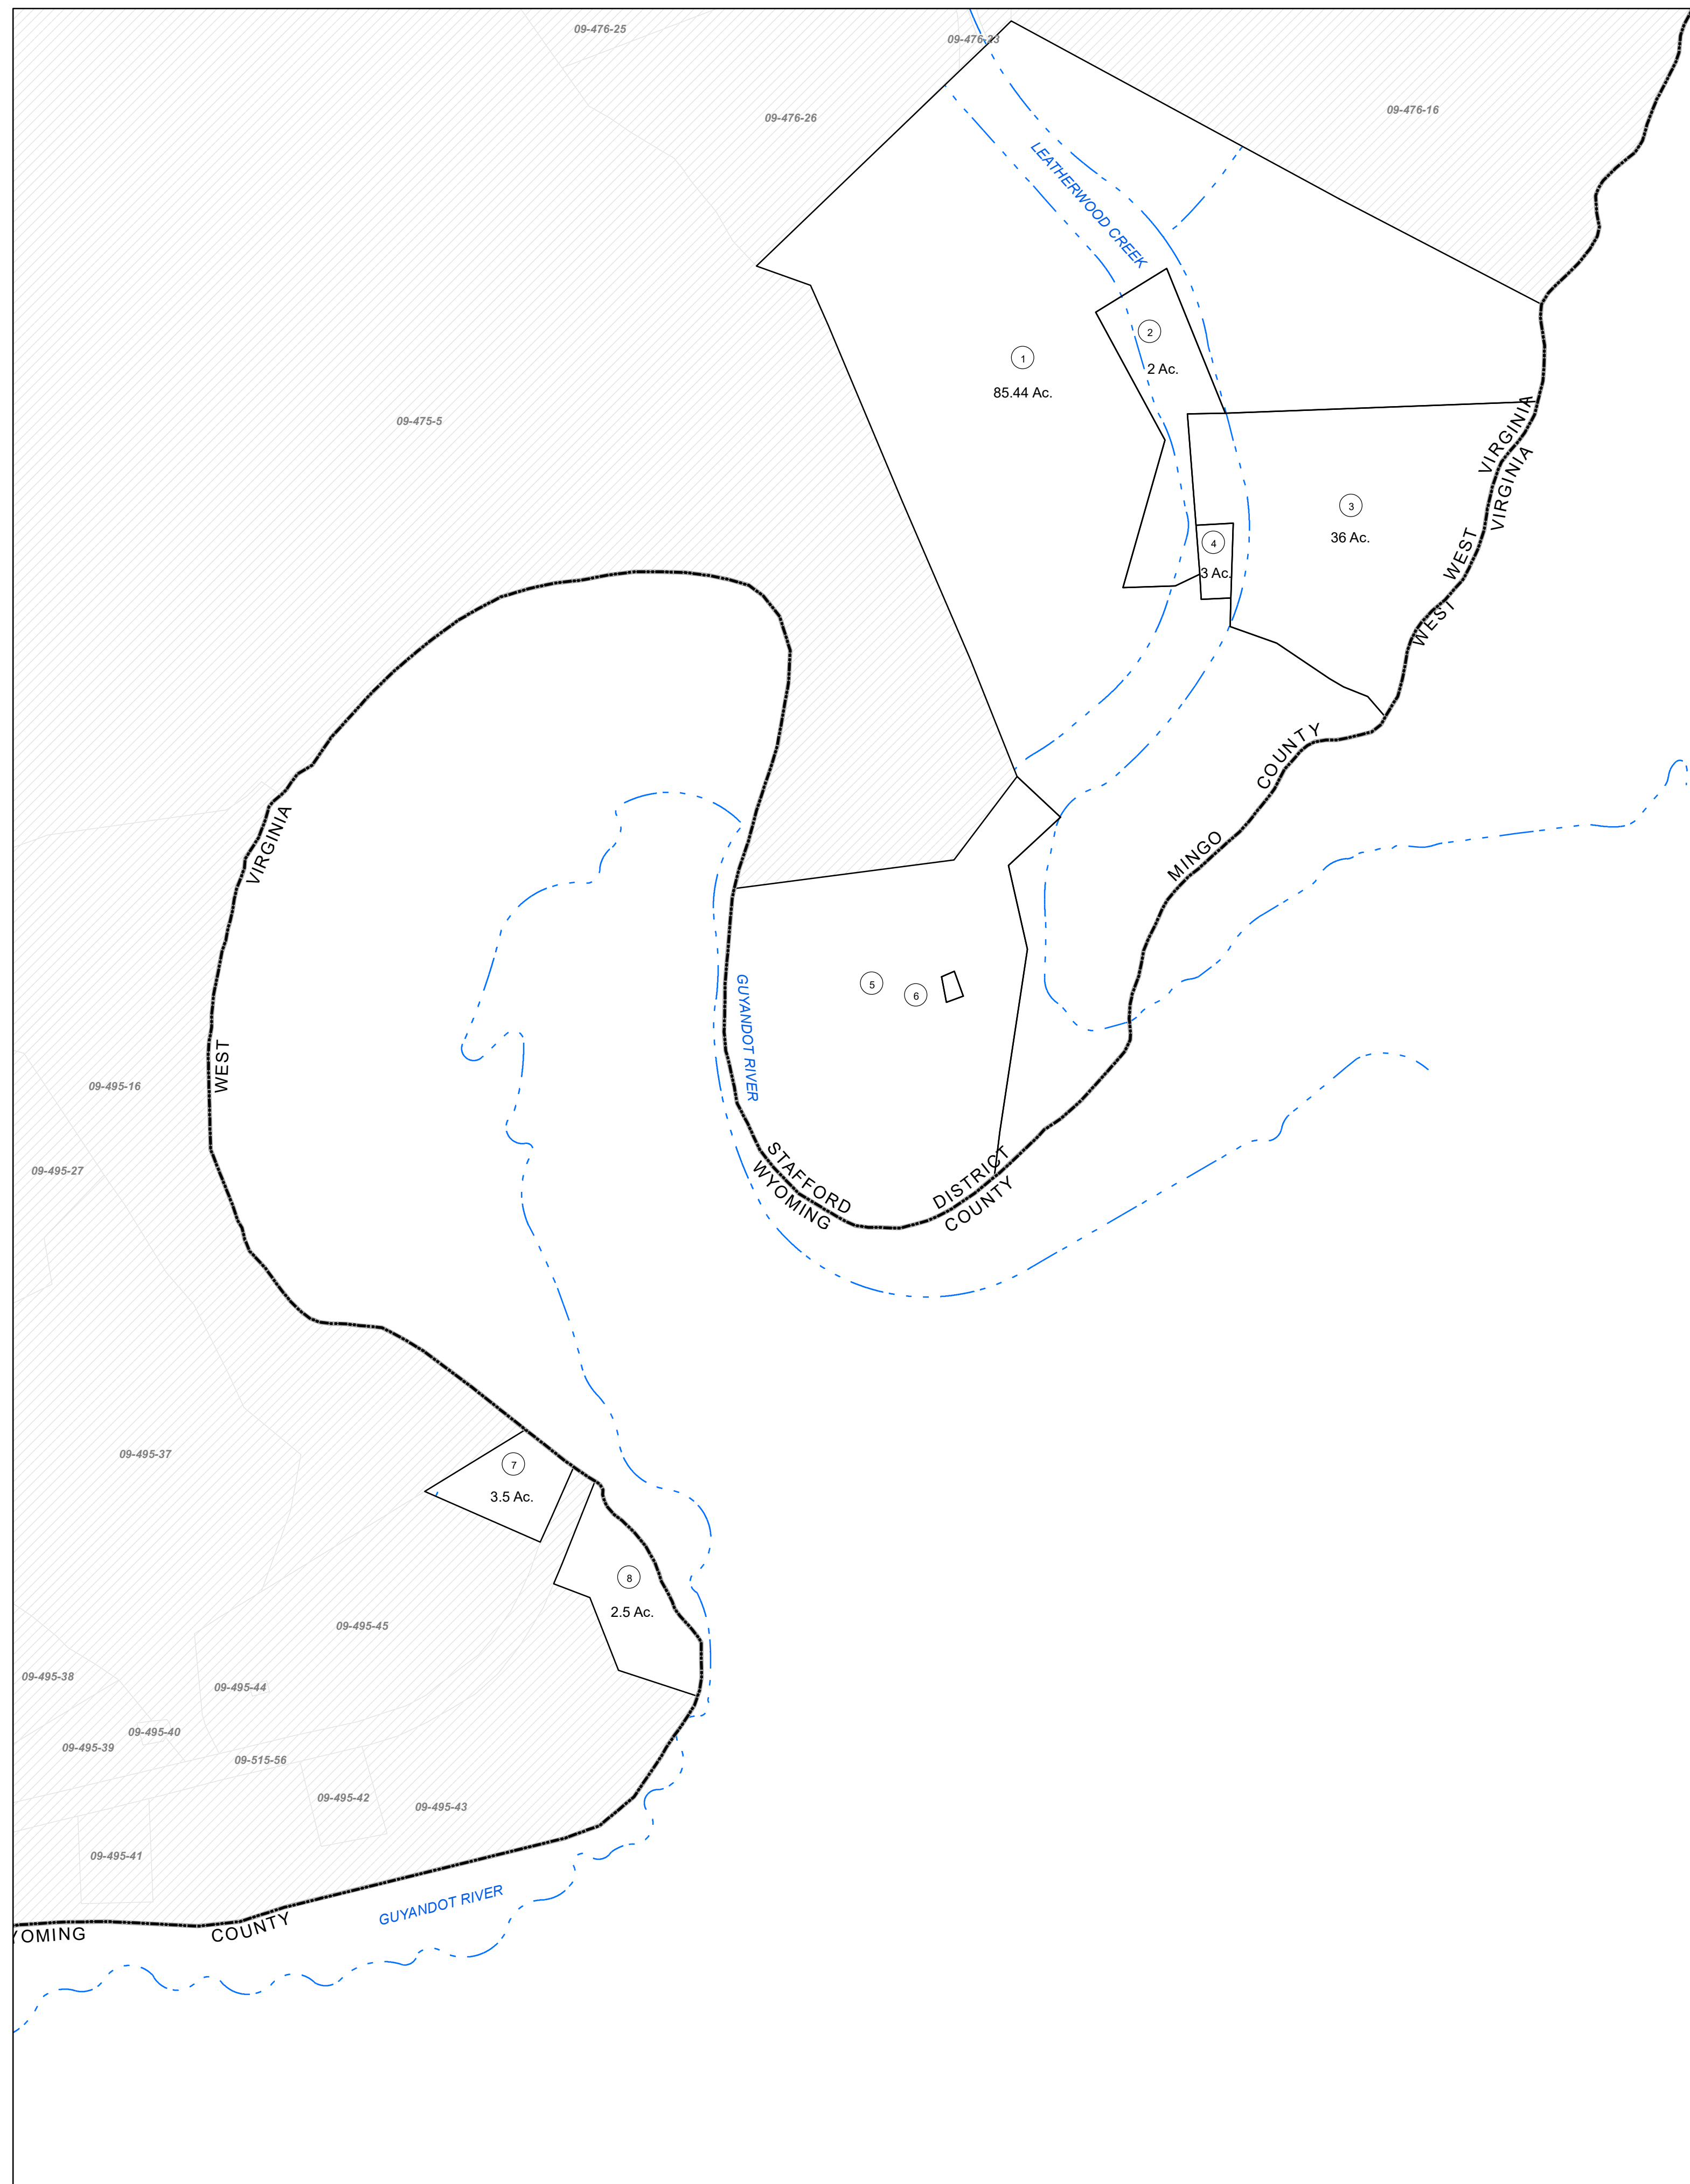 09-476-25
09-476-23
09-476-26
09-476-16
LEATHERWOOD CREEK
2
1
2 Ac.
85.44 Ac.
09-475-5
VIRGINIA
VIRGINIA
3
36 Ac.
4
3 Ac.
WEST
WEST
COUNTY
MINGO
VIRGINIA
5
6
GUYANDOT RIVER
WEST
09-495-16
09-495-27
STAFFORD
DISTRICT
WYOMING
COUNTY
09-495-37
7
3.5 Ac.
8
2.5 Ac.
09-495-45
09-495-38
09-495-44
09-495-40
09-495-39
09-515-56
09-495-42
09-495-43
09-495-41
GUYANDOT RIVER
YOMING
COUNTY